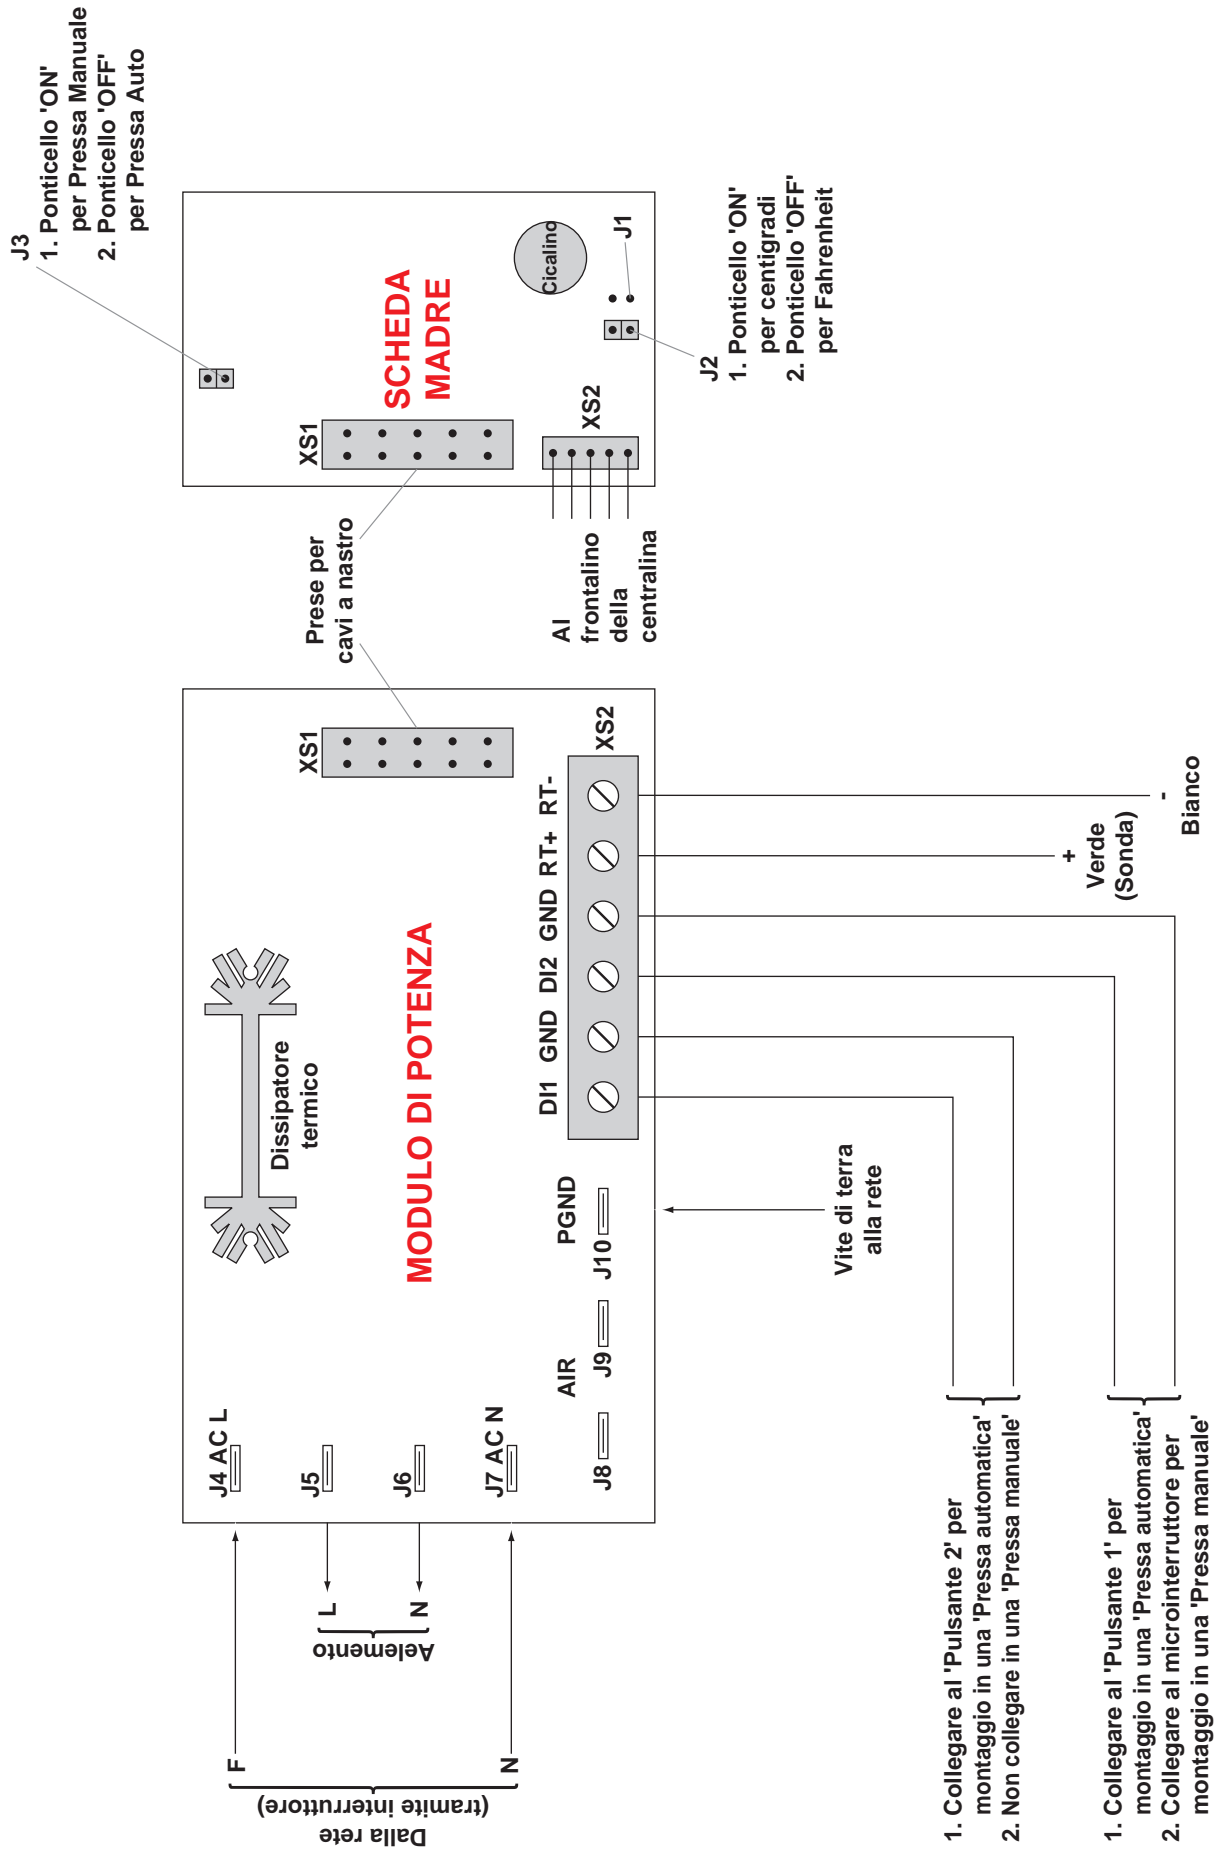 J3
1. Ponticello 'ON'
per Pressa Manuale
2. Ponticello 'OFF'
per Pressa Auto
SCHEDA
MADRE
XS1
Cicalino
XS2
J1
J2
1. Ponticello 'ON'
per centigradi
2. Ponticello 'OFF'
per Fahrenheit
Prese per
cavi a nastro
Al
frontalino
della
centralina
Dalla rete
(tramite interruttore)
F
N
Aelemento
L
N
J4 AC L
J5
J6
J7 AC N
Dissipatore
termico
MODULO DI POTENZA
XS1
J8
AIR
J9
J10
PGND
DI1
GND
DI2
GND
RT+
RT-
XS2
Vite di terra
alla rete
+
Verde
(Sonda)
-
Bianco
1. Collegare al 'Pulsante 2' per
montaggio in una 'Pressa automatica'
2. Non collegare in una 'Pressa manuale'
1. Collegare al 'Pulsante 1' per
montaggio in una 'Pressa automatica'
2. Collegare al microinterruttore per
montaggio in una 'Pressa manuale'